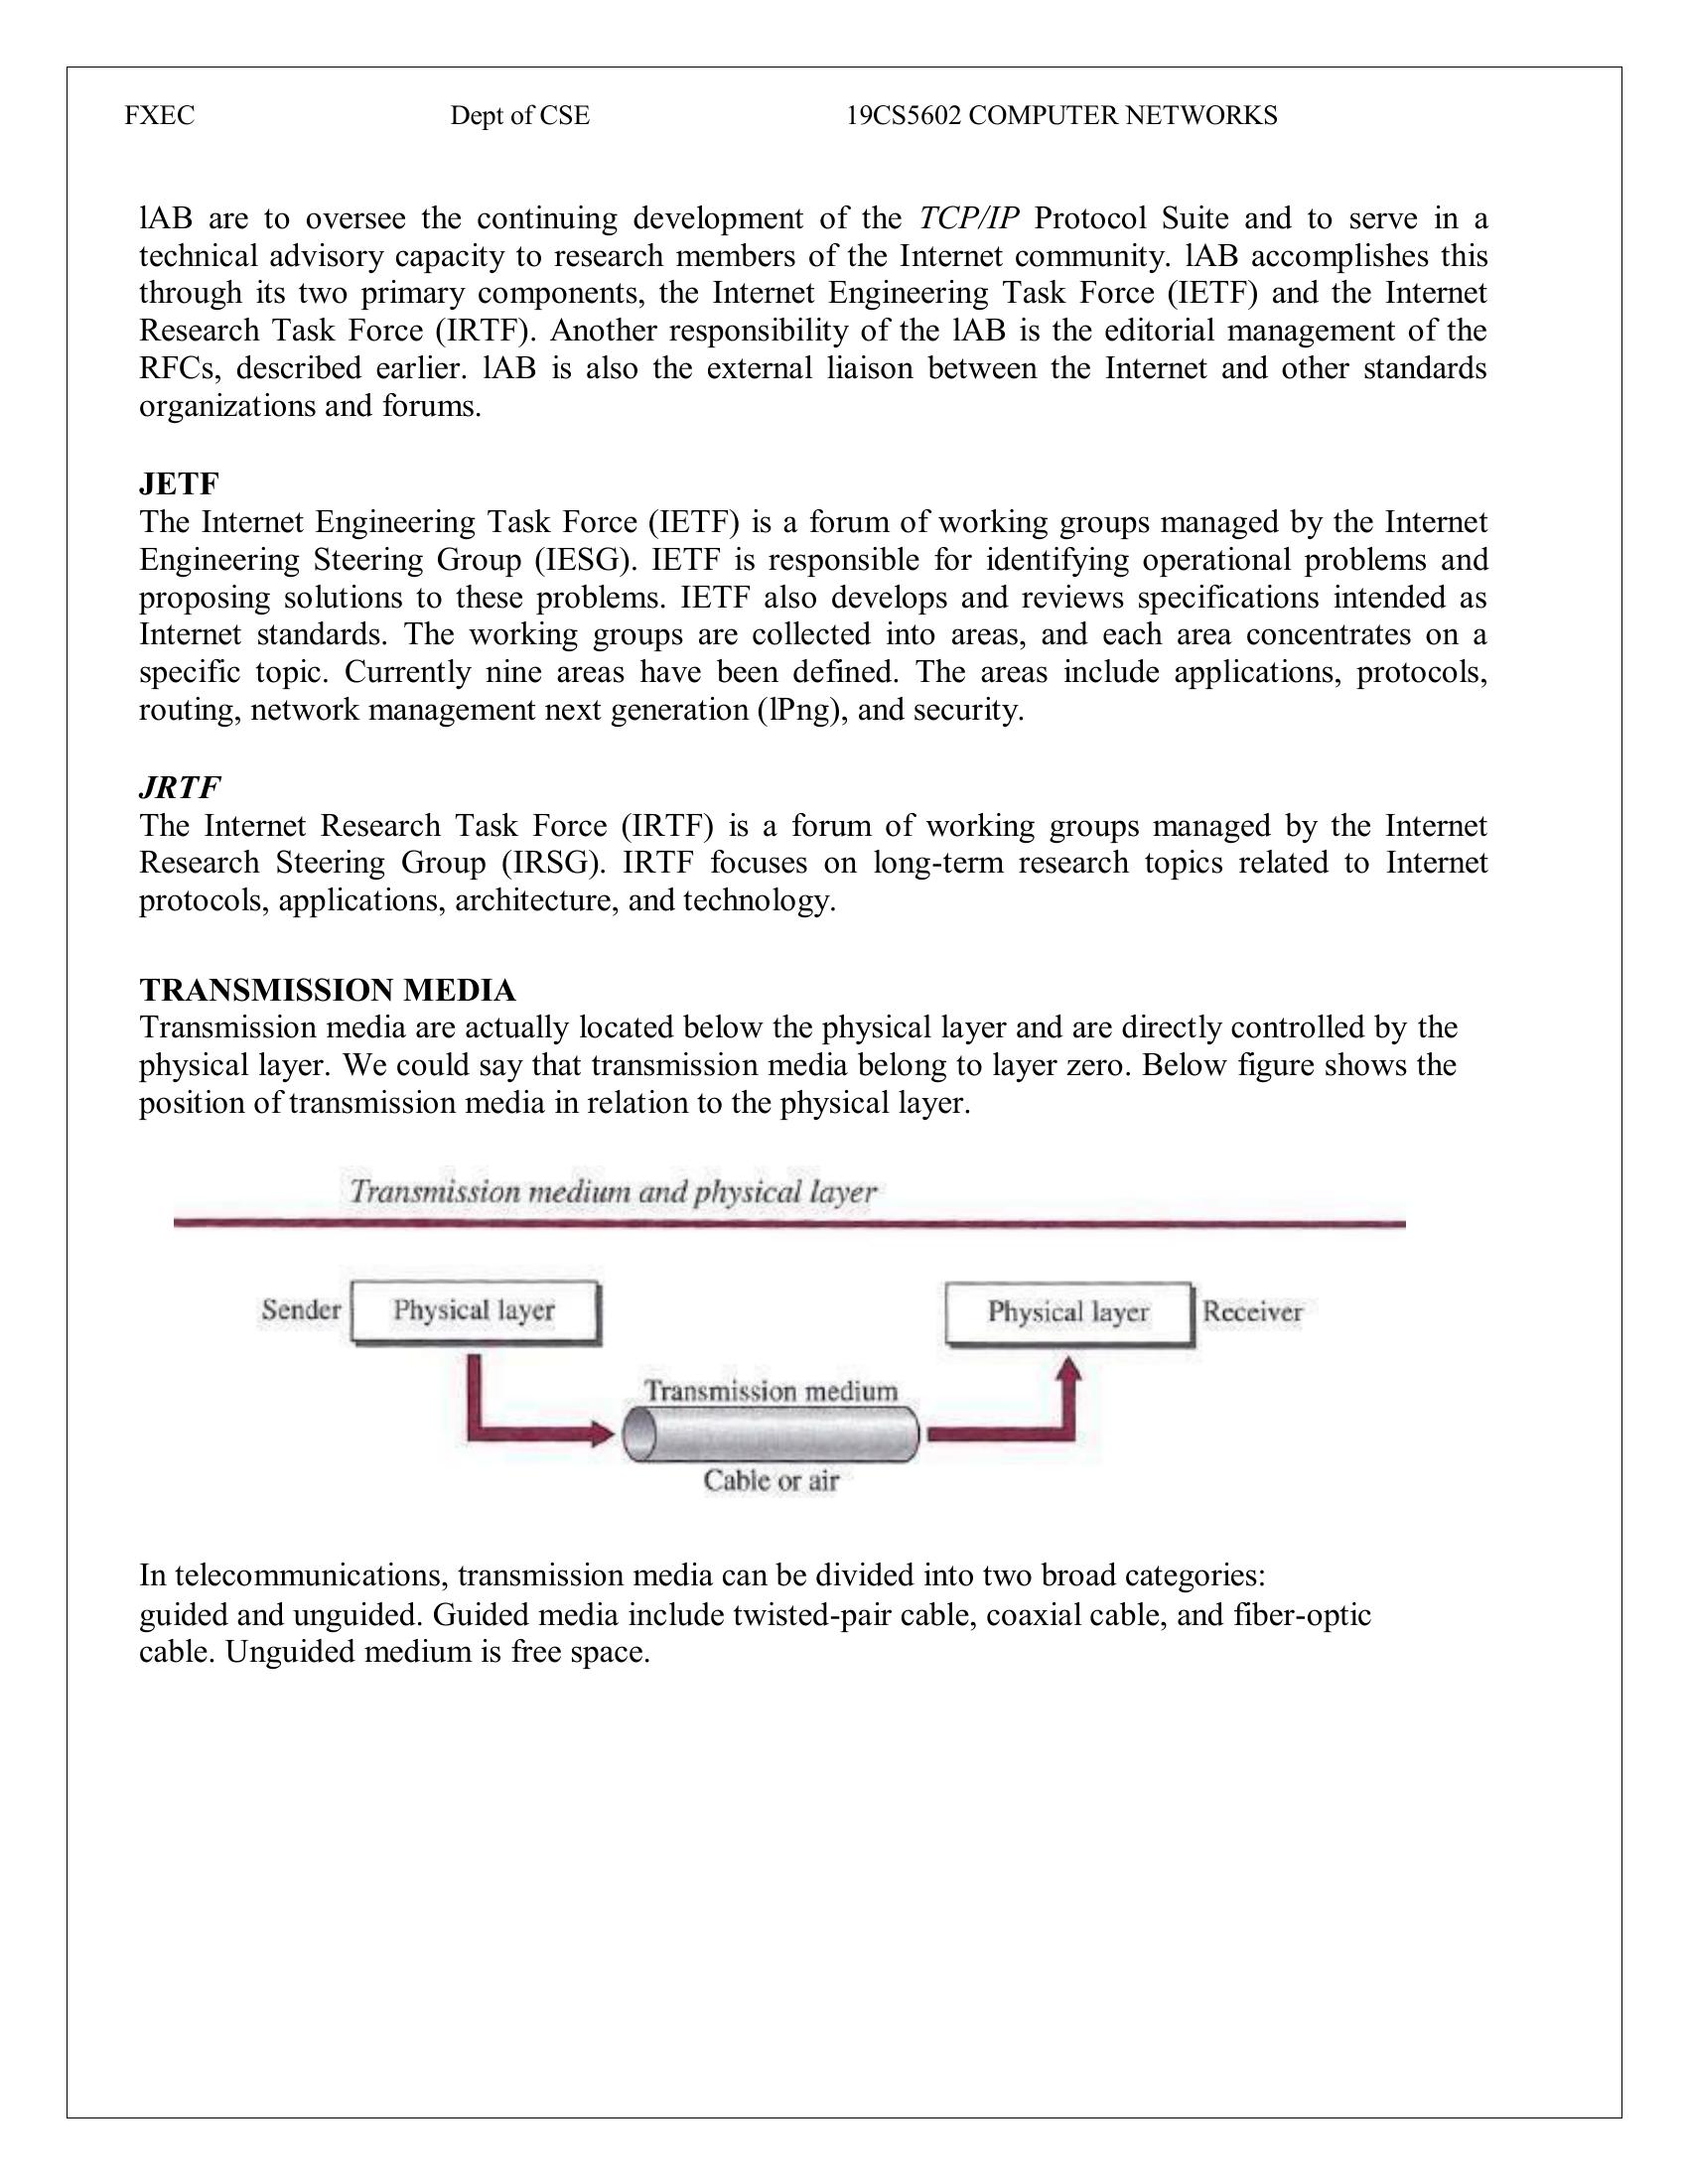 FXEC Dept of CSE 19CS5602 COMPUTER NETWORKS
lAB are to oversee the continuing development of the TCP/IP Protocol Suite and to serve in a
technical advisory capacity to research members of the Internet community. lAB accomplishes this
through its two primary components, the Internet Engineering Task Force (IETF) and the Internet
Research Task Force (IRTF). Another responsibility of the lAB is the editorial management of the
RFCs, described earlier. lAB is also the external liaison between the Internet and other standards
organizations and forums.
JETF
The Internet Engineering Task Force (IETF) is a forum of working groups managed by the Internet
Engineering Steering Group (IESG). IETF is responsible for identifying operational problems and
proposing solutions to these problems. IETF also develops and reviews specifications intended as
Internet standards. The working groups are collected into areas, and each area concentrates on a
specific topic. Currently nine areas have been defined. The areas include applications, protocols,
routing, network management next generation (lPng), and security.
JRTF
The Internet Research Task Force (IRTF) is a forum of working groups managed by the Internet
Research Steering Group (IRSG). IRTF focuses on long-term research topics related to Internet
protocols, applications, architecture, and technology.
TRANSMISSION MEDIA
Transmission media are actually located below the physical layer and are directly controlled by the
physical layer. We could say that transmission media belong to layer zero. Below figure shows the
position of transmission media in relation to the physical layer.
Transmission medium and physical layer
Sender Physical layer Physical layer Receiver
Transmission medium
Cable or air
In telecommunications, transmission media can be divided into two broad categories:
guided and unguided. Guided media include twisted-pair cable, coaxial cable, and fiber-optic
cable. Unguided medium is free space.